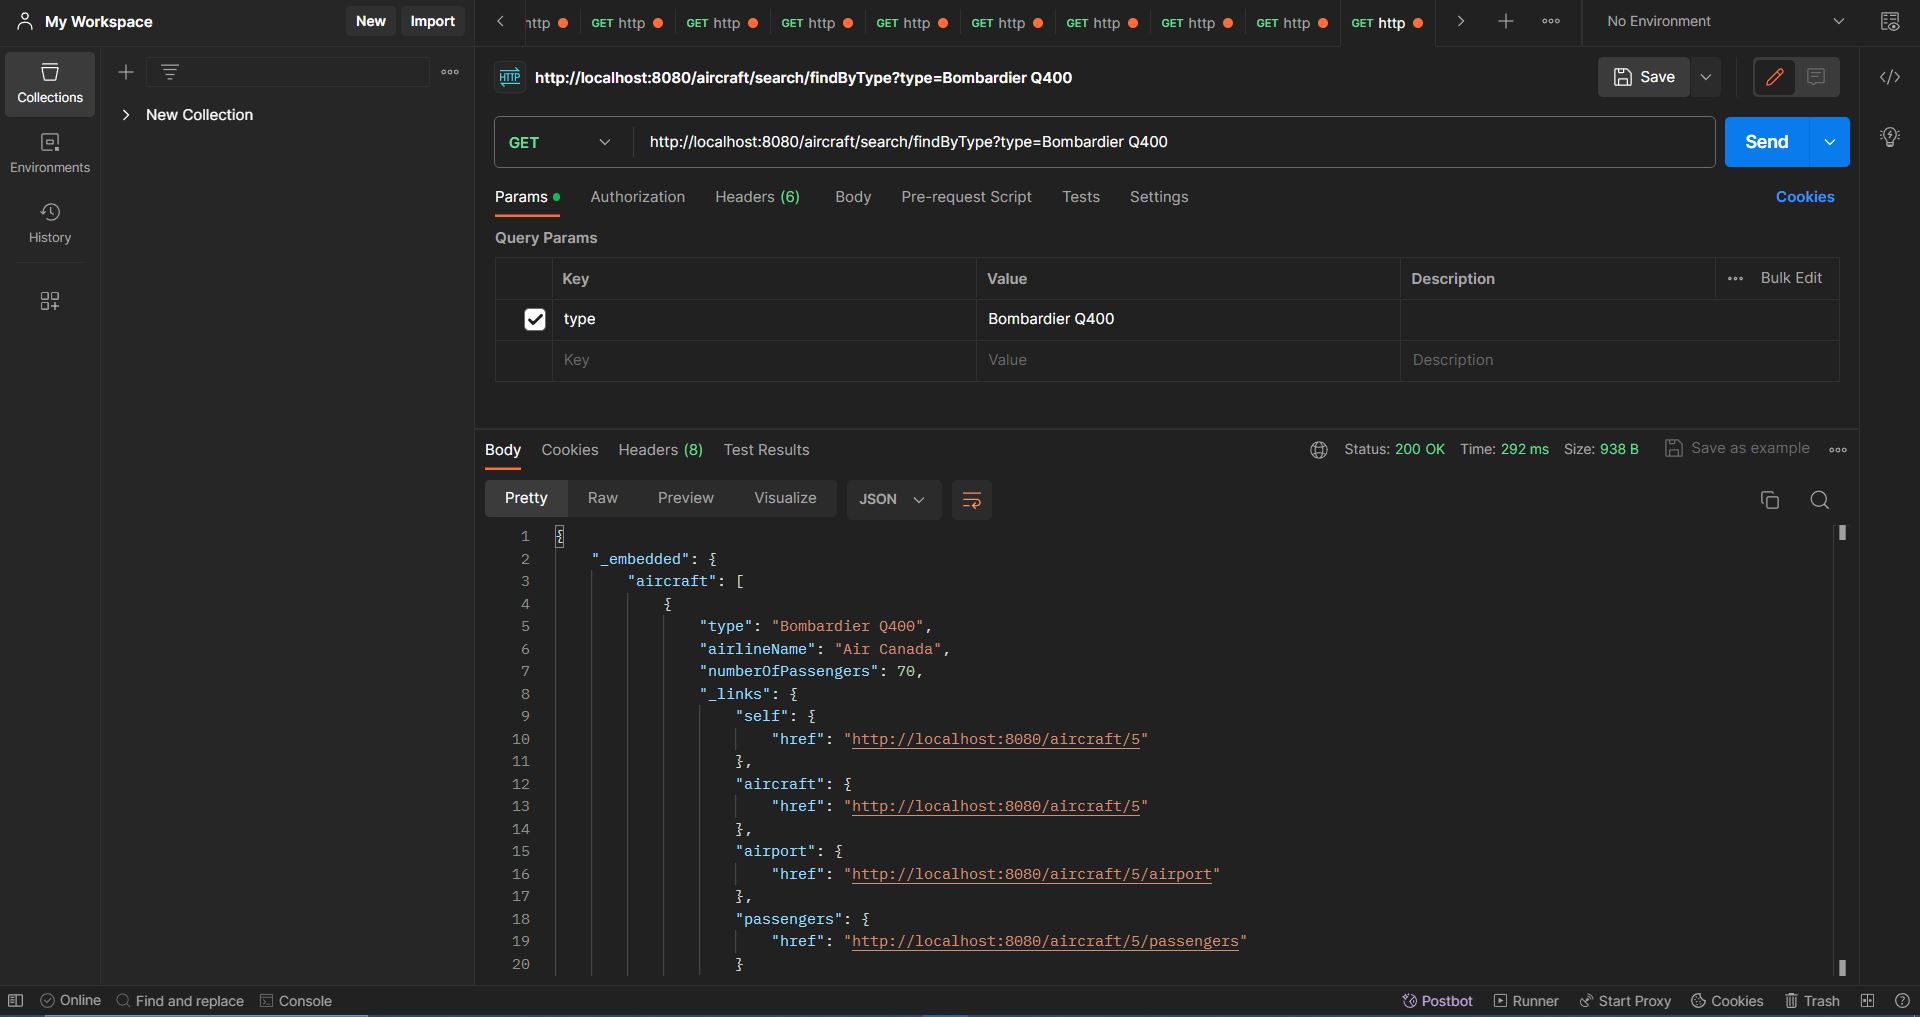 My Workspace
New
Import
http
GET http
GET http
GET http
GET http
GET http
GET http
GET http
GET http
GET http
No Environment
Collections
Environments
History
New Collection
HTTP
http://localhost:8080/aircraft/search/findByType?type=Bombardier Q400
Save
GET
http://localhost:8080/aircraft/search/findByType?type=Bombardier Q400
Send
Params
Authorization
Headers (6)
Body
Pre-request Script
Tests
Settings
Cookies
Query Params
Key
Value
Description
Bulk Edit
type
Bombardier Q400
Key
Value
Description
Body
Cookies
Headers (8)
Test Results
Status: 200 OK
Time: 292 ms
Size: 938 B
Save as example
Pretty
Raw
Preview
Visualize
JSON
1 {
2 "_embedded": {
3 "aircraft": [
4 {
5 "type": "Bombardier Q400",
6 "airlineName": "Air Canada",
7 "numberOfPassengers": 70,
8 "_links": {
9 "self": {
10 "href": "http://localhost:8080/aircraft/5"
11 },
12 "aircraft": {
13 "href": "http://localhost:8080/aircraft/5"
14 },
15 "airport": {
16 "href": "http://localhost:8080/aircraft/5/airport"
17 },
18 "passengers": {
19 "href": "http://localhost:8080/aircraft/5/passengers"
20 }
Online
Find and replace
Console
Postbot
Runner
Start Proxy
Cookies
Trash